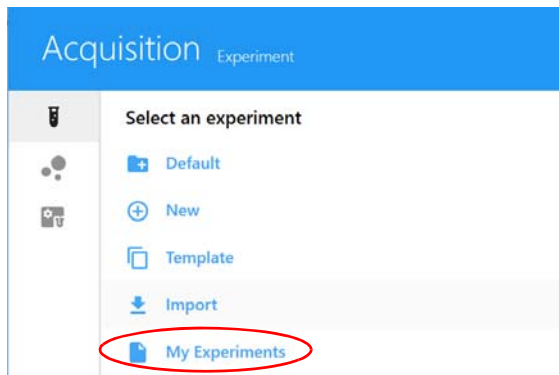 Acquisition Experiment
Select an experiment
Default
New
Template
Import
My Experiments